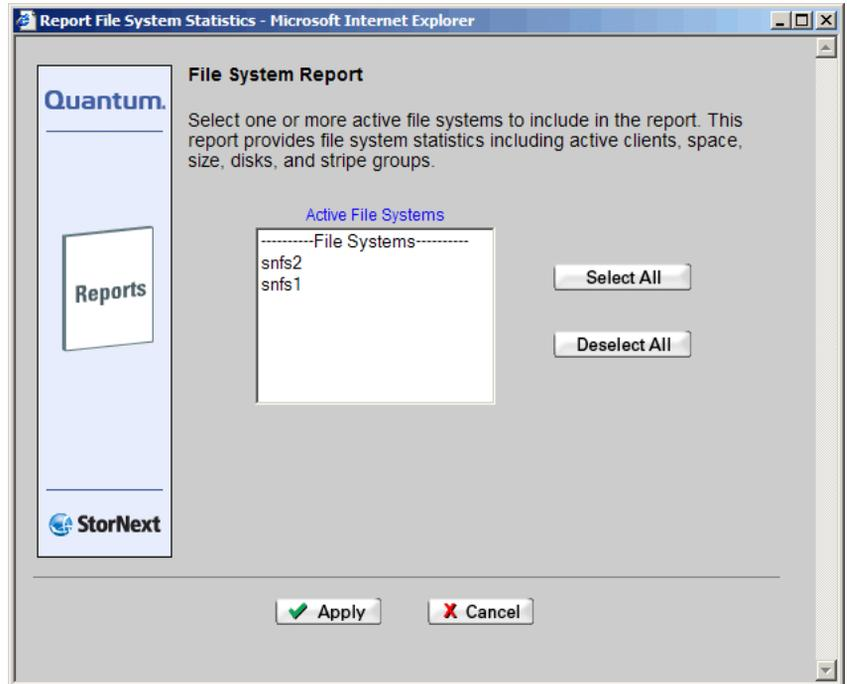 Report File System Statistics - Microsoft Internet Explorer
Quantum.
File System Report
Select one or more active file systems to include in the report. This
report provides file system statistics including active clients, space,
size, disks, and stripe groups.
Active File Systems
----------File Systems----------
snfs2
snfs1
Select All
Deselect All
Reports
StorNext
Apply
Cancel